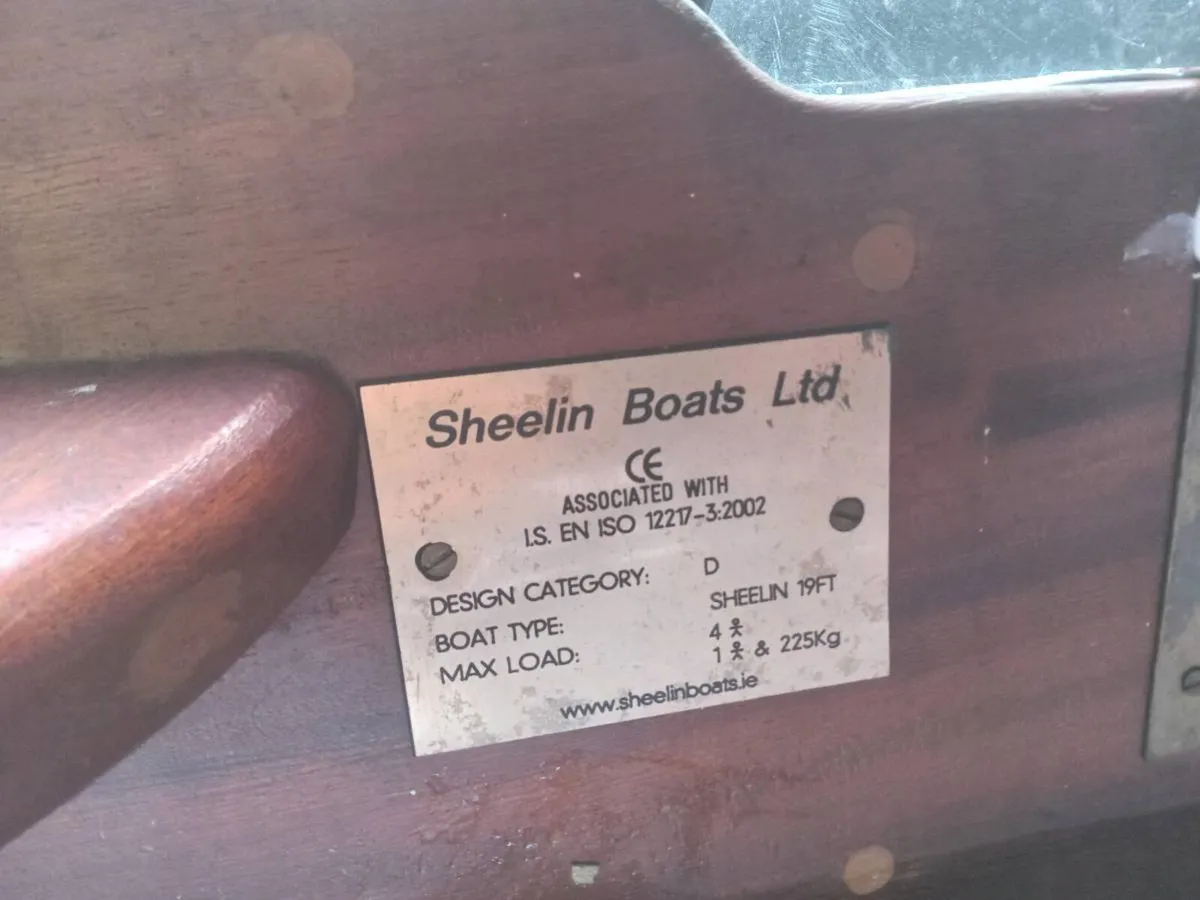 Sheelin Boats Ltd
CE
ASSOCIATED WITH
I.S. EN ISO 12217-3:2002
DESIGN CATEGORY: D
BOAT TYPE: SHEELIN 19FT
MAX LOAD: 4
1 & 225Kg
www.sheelinboats.ie